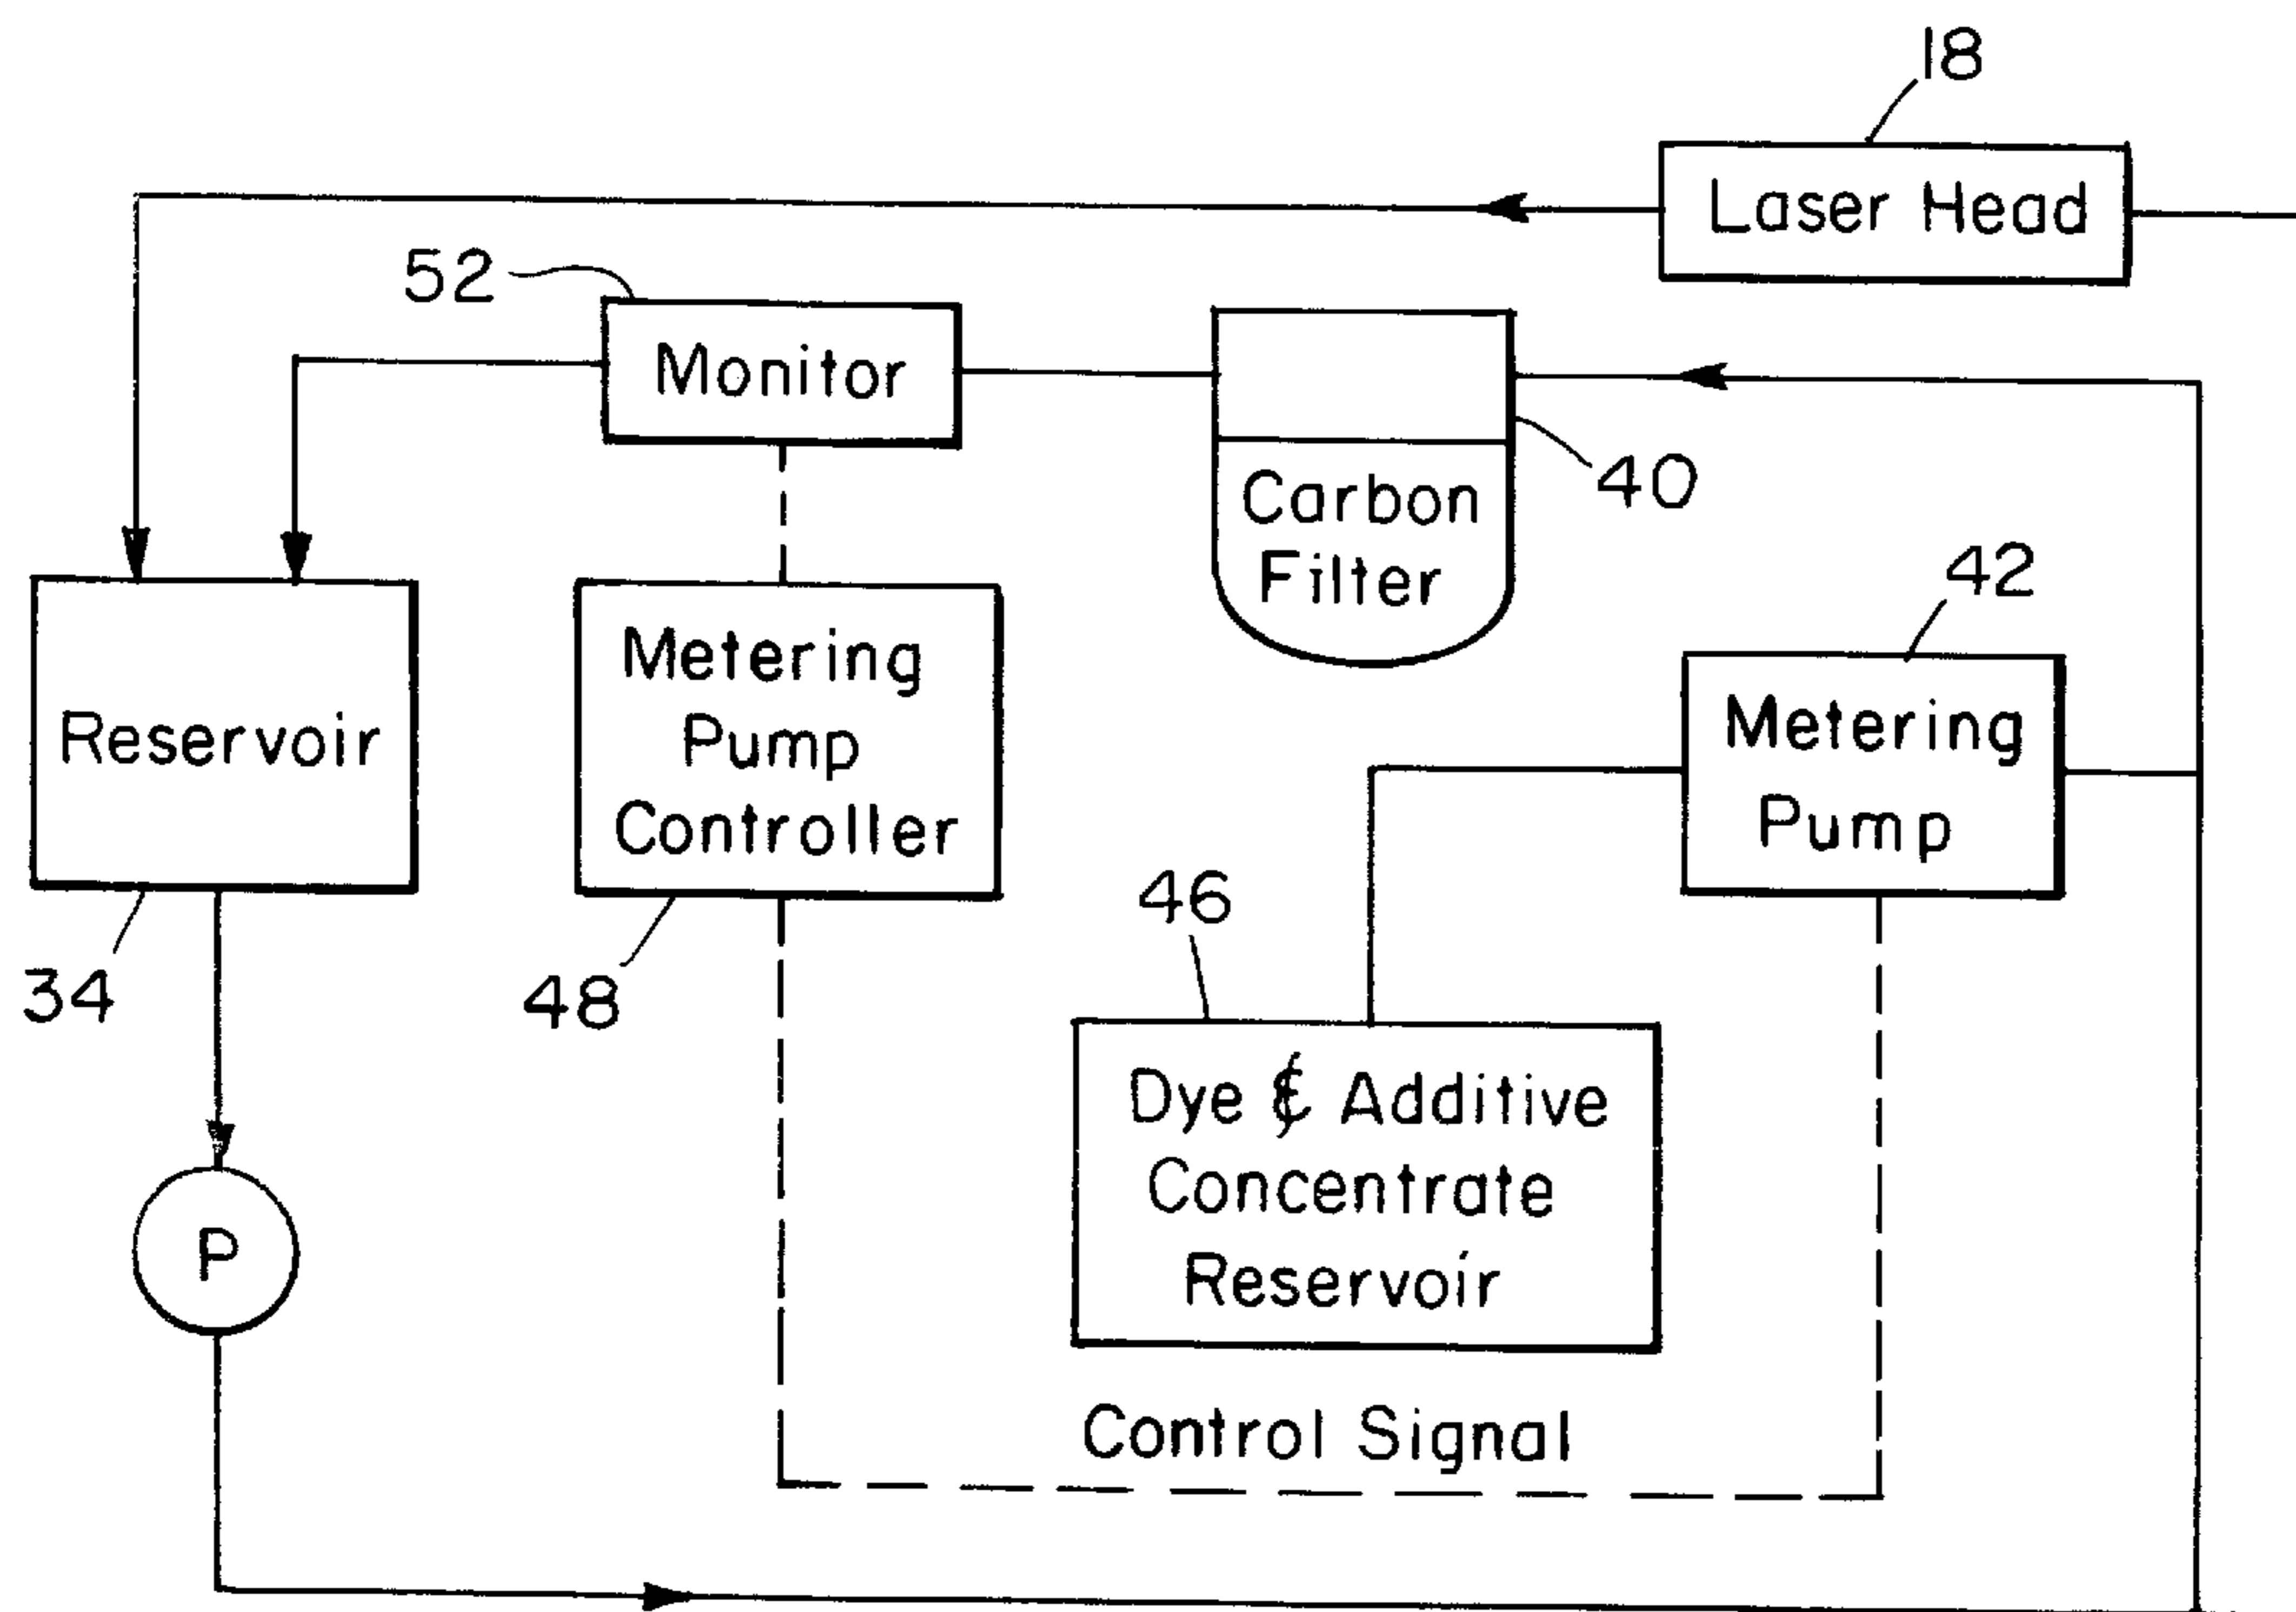 18
Laser Head
52
Monitor
40
Carbon
Filter
42
Metering
Pump
Reservoir
Metering
Pump
Controller
34
48
46
Dye & Additive
Concentrate
Reservoir
P
Control Signal